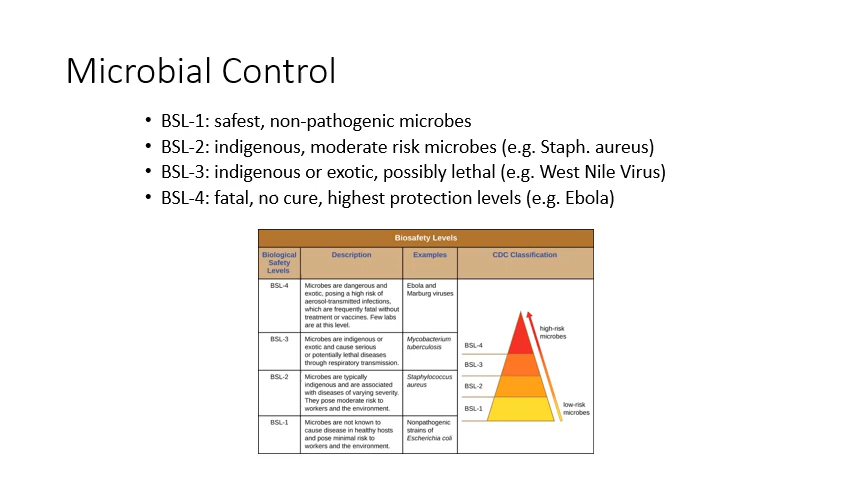 Microbial Control
• BSL-1: safest, non-pathogenic microbes
• BSL-2: indigenous, moderate risk microbes (e.g. Staph. aureus)
• BSL-3: indigenous or exotic, possibly lethal (e.g. West Nile Virus)
• BSL-4: fatal, no cure, highest protection levels (e.g. Ebola)
Biosafety Levels
Biological
Safety
Levels
Description
Examples
CDC Classification
BSL-4
Microbes are dangerous and
exotic, posing a high risk of
aerosol-transmitted infections,
which are frequently fatal without
treatment or vaccines. Few labs
are at this level.
Ebola and
Marburg viruses
BSL-3
Microbes are indigenous or
exotic and cause serious
or potentially lethal diseases
through respiratory transmission.
Mycobacterium
tuberculosis
BSL-2
Microbes are typically
indigenous and are associated
with diseases of varying severity.
They pose moderate risk to
workers and the environment.
Staphylococcus
aureus
BSL-1
Microbes are not known to
cause disease in healthy hosts
and pose minimal risk to
workers and the environment.
Nonpathogenic
strains of
Escherichia coli
high-risk
microbes
BSL-4
BSL-3
BSL-2
BSL-1
low-risk
microbes